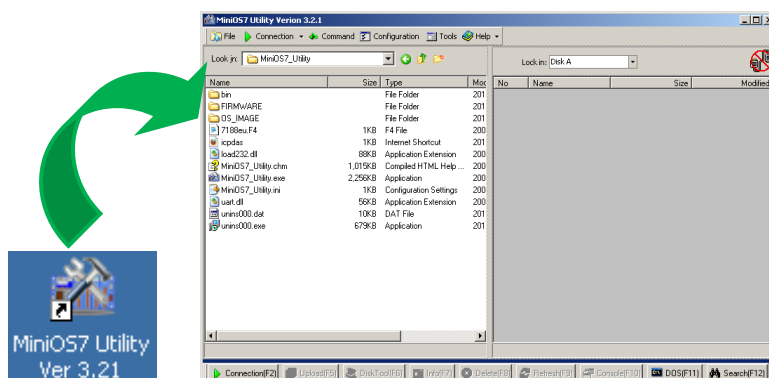 MiniOS7 Utility Verion 3.2.1
File Connection Command Configuration Tools Help
Look in: MiniOS7_Utility
Lock in: Disk A
Name Size Type
No Name Size Modified
bin File Folder 201
FIRMWARE File Folder 201
OS_IMAGE File Folder 201
7188eu.F4 1KB F4 File 200
icpdas 1KB Internet Shortcut 201
load232.dll 88KB Application Extension 200
MiniOS7_Utility.chm 1,015KB Compiled HTML Help ... 200
MiniOS7_Utility.exe 2,256KB Application 200
MiniOS7_Utility.ini 1KB Configuration Settings 200
uart.dll 56KB Application Extension 200
unins000.dat 10KB DAT File 201
unins000.exe 679KB Application 201
MiniOS7 Utility
Ver 3.21
Connection(F2) Upload(F5) DiskTool(F6) Info(F7) Delete(F8) Refresh(F9) Console(F10) DOS(F11) Search(F12)